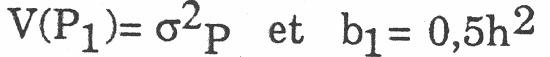 V(P₁)= σ²P et b₁= 0,5h²